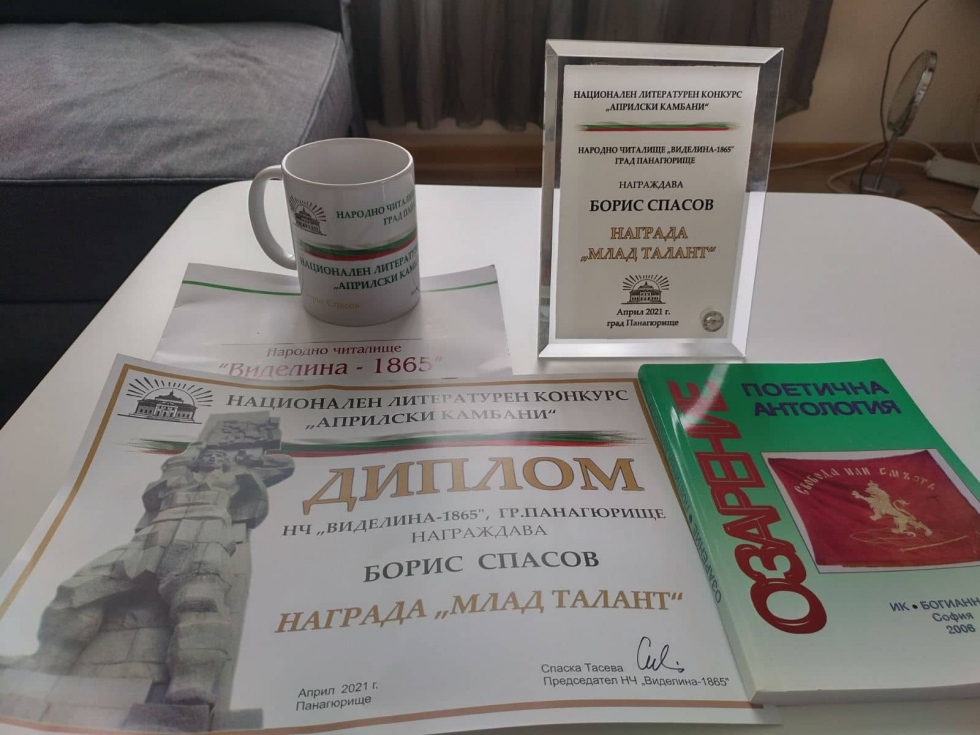 НАЦИОНАЛЕН ЛИТЕРАТУРЕН КОНКУРС
„АПРИЛСКИ КАМБАНИ“
НАРОДНО ЧИТАЛИЩЕ „ВИДЕЛИНА-1865“
ГРАД ПАНАГЮРИЩЕ
НАГРАЖДАВА
БОРИС СПАСОВ
НАГРАДА
„МЛАД ТАЛАНТ“
Април 2021 г.
град Панагюрище
НАРОДНО ЧИТАЛИЩЕ
ГРАД
НАЦИОНАЛЕН
„АПРИЛСКИ
Спасов
Народно читалище
"Виделина - 1865"
НАЦИОНАЛЕН ЛИТЕРАТУРЕН КОНКУРС
„АПРИЛСКИ КАМБАНИ“
ДИПЛОМ
НЧ „ВИДЕЛИНА-1865", ГР.ПАНАГЮРИЩЕ
НАГРАЖДАВА
БОРИС СПАСОВ
НАГРАДА „МЛАД ТАЛАНТ“
Спаска Тасева
Председател НЧ „Виделина-1865"
Април 2021 г.
Панагюрище
ПОЕТИЧНА
АНТОЛОГИЯ
ОЗАРЕНИЕ
Свобода или смърть
ИК • БОГИАНН
София
2006